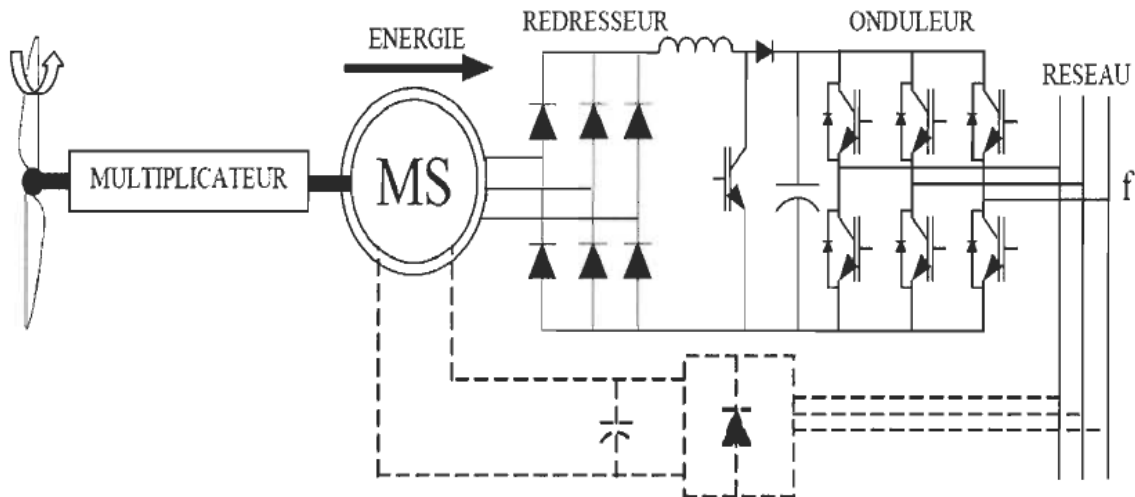 REDRESSEUR
ONDULEUR
ENERGIE
RESEAU
MULTIPLICATEUR
MS
f